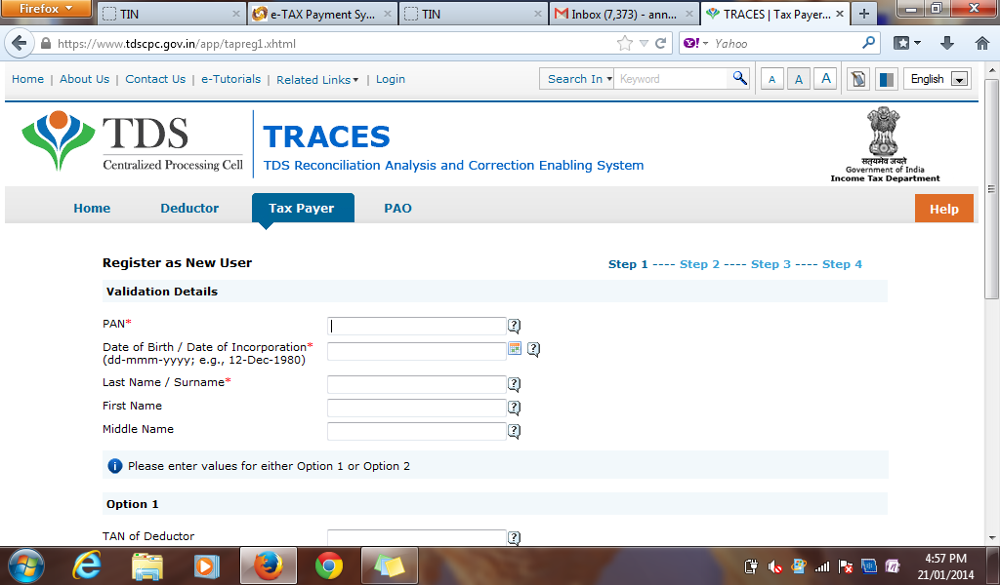 Firefox
TIN
e-TAX Payment Sy...
TIN
Inbox (7,373) - ann...
TRACES | Tax Payer...
https://www.tdscpc.gov.in/app/tapreg1.xhtml
Yahoo
Home | About Us | Contact Us | e-Tutorials | Related Links | Login
Search In
Keyword
A A A
English
TDS
Centralized Processing Cell
TRACES
TDS Reconciliation Analysis and Correction Enabling System
सत्यमेव जयते
Government of India
Income Tax Department
Home
Deductor
Tax Payer
PAO
Help
Register as New User
Step 1 ---- Step 2 ---- Step 3 ---- Step 4
Validation Details
PAN*
Date of Birth / Date of Incorporation*
(dd-mmm-yyyy; e.g., 12-Dec-1980)
Last Name / Surname*
First Name
Middle Name
Please enter values for either Option 1 or Option 2
Option 1
TAN of Deductor
4:57 PM
21/01/2014